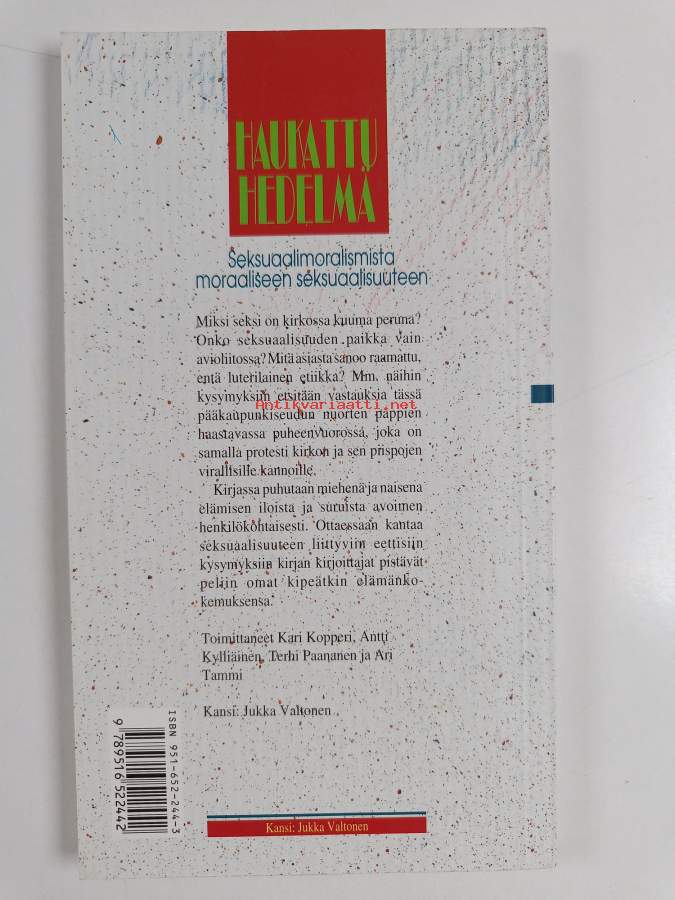 HAUKATTU
HEDELMÄ
Seksuaalimoralismista
moraaliseen seksuaalisuuteen
Miksi seksi on kirkossa kuuma peruna?
Onko seksuaalisuuden paikka vain
avioliitossa? Mitä asiasta sanoo raamattu,
entä luterilainen etiikka? Mm. näihin
kysymyksiin etsitään vastauksia tässä
Antikvariaatti.net
pääkaupunkiseudun nuorten pappien
haastavassa puheenvuorossa, joka on
samalla protesti kirkon ja sen piispojen
virallisille kannoille.
Kirjassa puhutaan miehenä ja naisena
elämisen iloista ja suruista avoimen
henkilökohtaisesti. Ottaessaan kantaa
seksuaalisuuteen liittyviin eettisiin
kysymyksiin kirjan kirjoittajat pistävät
peliin omat kipeätkin elämänko-
kemuksensa.
Toimittaneet Kari Kopperi, Antti
Kylliäinen, Terhi Paananen ja Ari
Tammi
Kansi: Jukka Valtonen
ISBN 951-652-244-3
9 789516 522442
Kansi: Jukka Valtonen